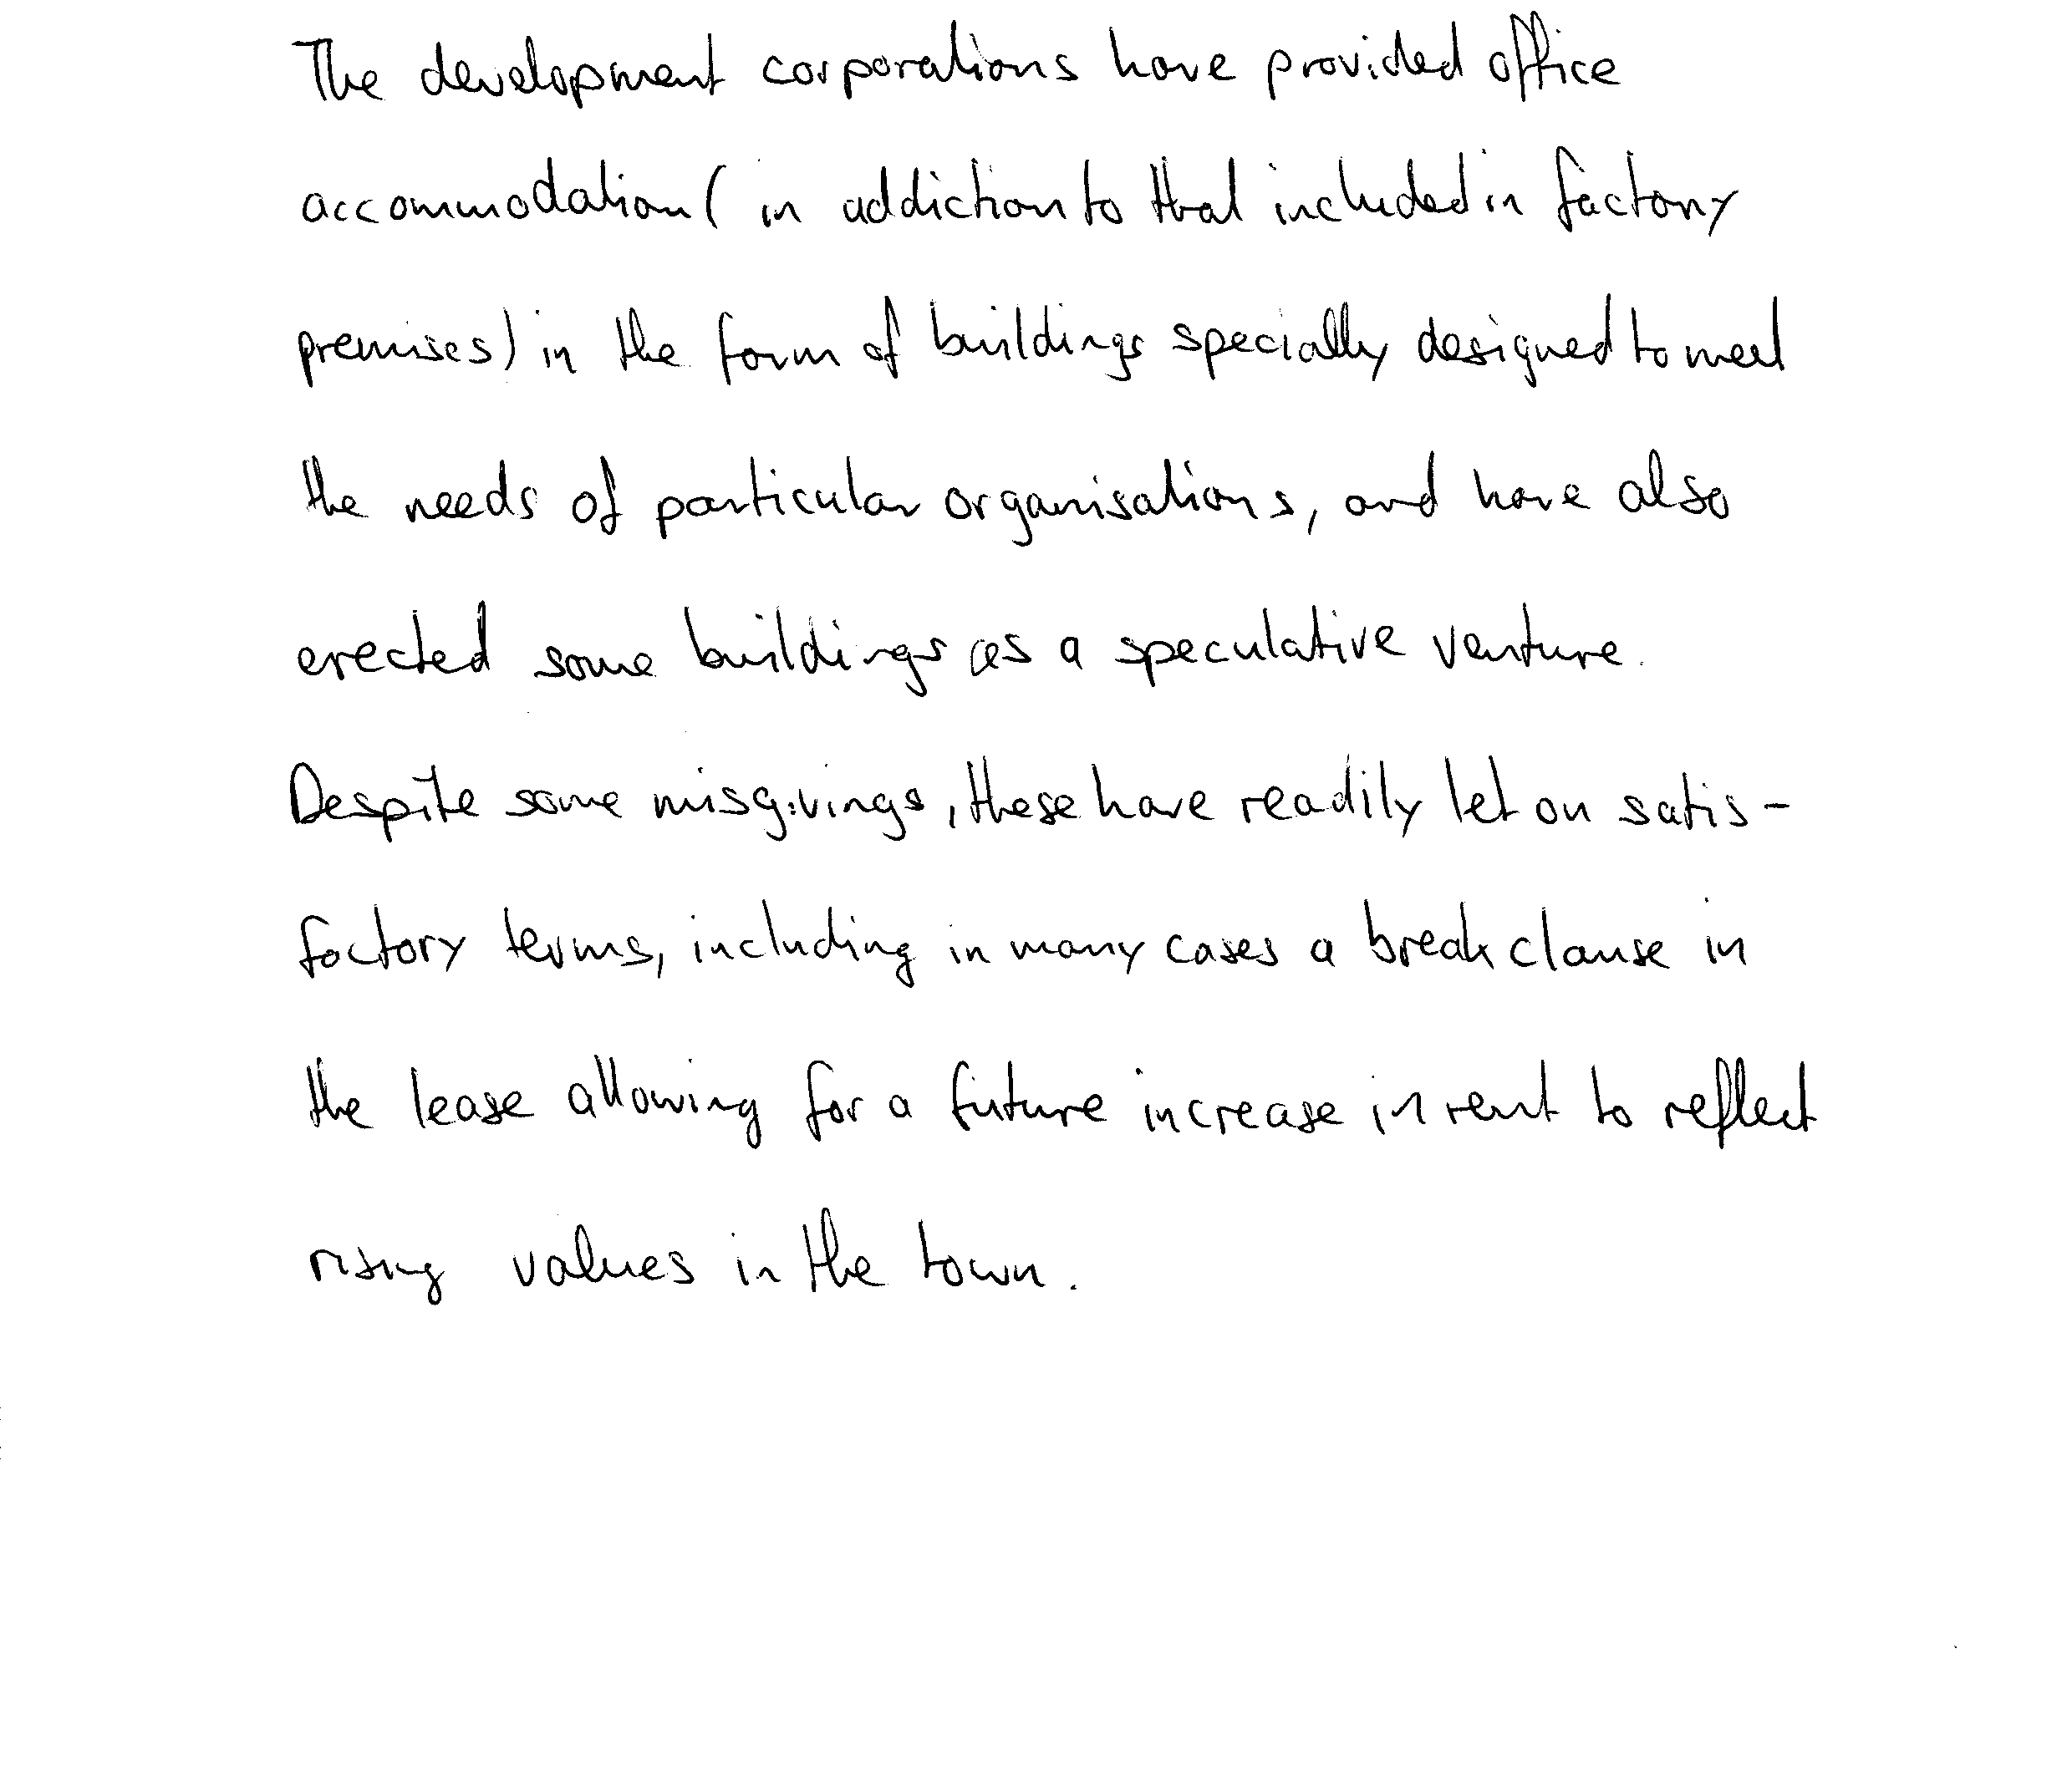 The development corporations have provided office
accommodation ( in addiction to that included in factory
premises) in the form of buildings specially designed to meet
the needs of particular organisations, and have also
erected some buildings as a speculative venture.
Despite some misgivings, these have readily let on satis-
factory terms, including in many cases a break clause in
the lease allowing for a future increase in rent to reflect
rising values in the town.